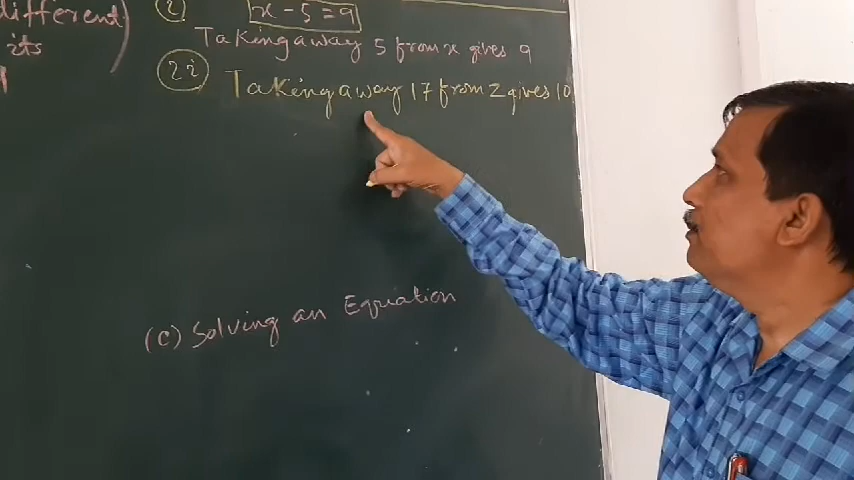 different)
its
(i) x - 5 = 9
Taking away 5 from x gives 9
(ii) Taking away 17 from z gives 10
(c) Solving an Equation